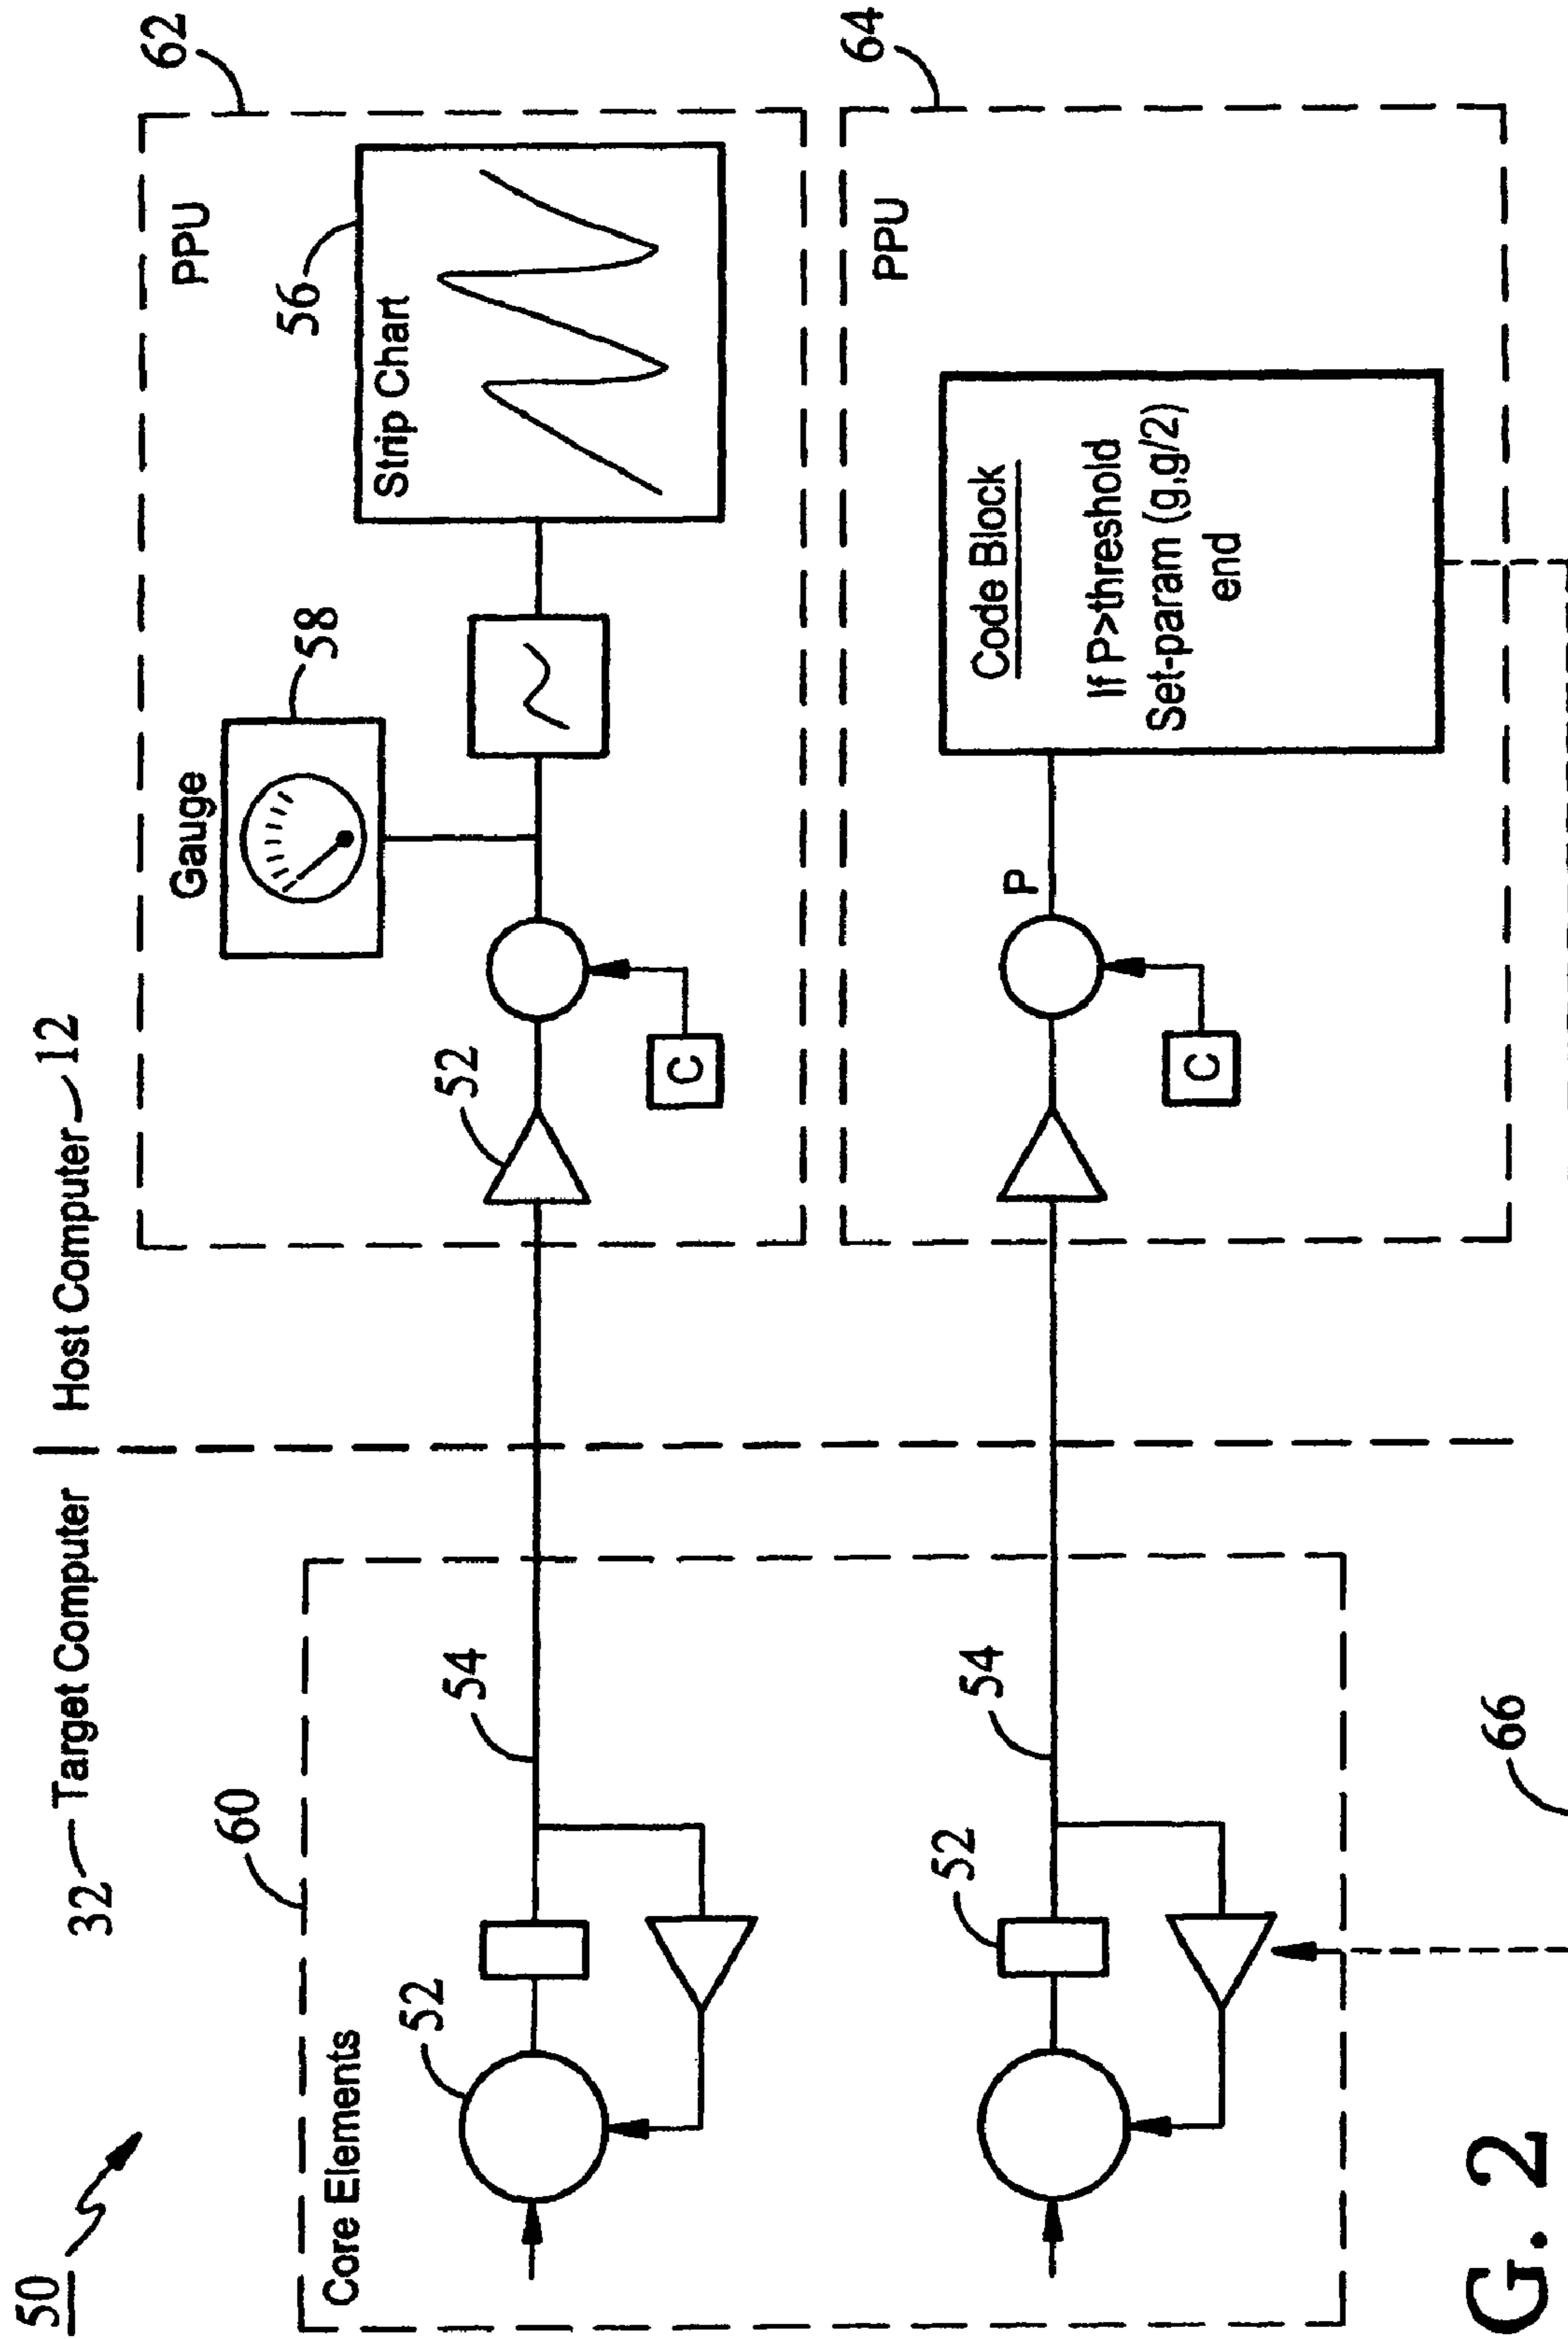 50
32 Target Computer | Host Computer 12
62
60
Core Elements
PPU
Gauge
58
56
Strip Chart
52
54
52
C
64
PPU
52
54
P
C
Code Block
If P>threshold
Set-param (g,g/2)
end
66
G. 2